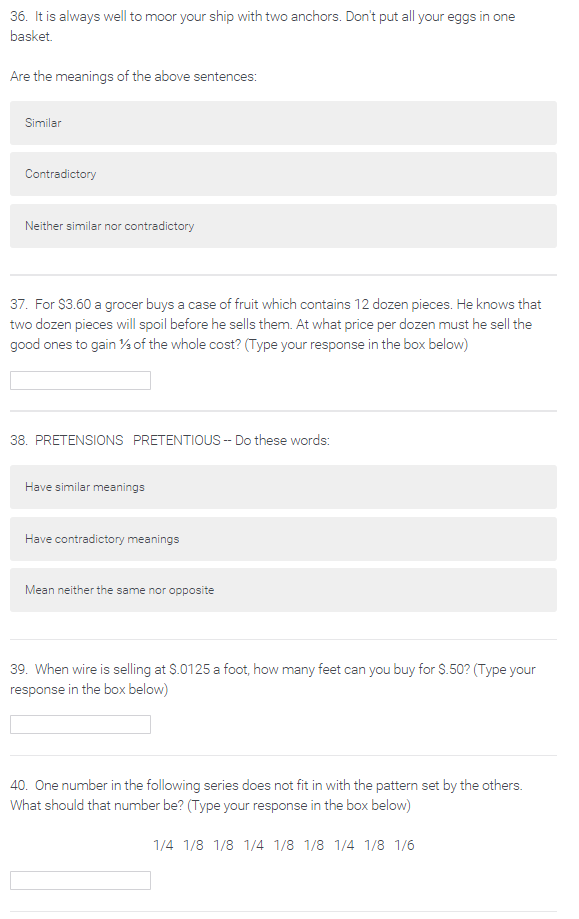 36. It is always well to moor your ship with two anchors. Don't put all your eggs in one
basket.
Are the meanings of the above sentences:
Similar
Contradictory
Neither similar nor contradictory
37. For $3.60 a grocer buys a case of fruit which contains 12 dozen pieces. He knows that
two dozen pieces will spoil before he sells them. At what price per dozen must he sell the
good ones to gain ⅓ of the whole cost? (Type your response in the box below)
38. PRETENSIONS PRETENTIOUS -- Do these words:
Have similar meanings
Have contradictory meanings
Mean neither the same nor opposite
39. When wire is selling at $.0125 a foot, how many feet can you buy for $.50? (Type your
response in the box below)
40. One number in the following series does not fit in with the pattern set by the others.
What should that number be? (Type your response in the box below)
1/4 1/8 1/8 1/4 1/8 1/8 1/4 1/8 1/6